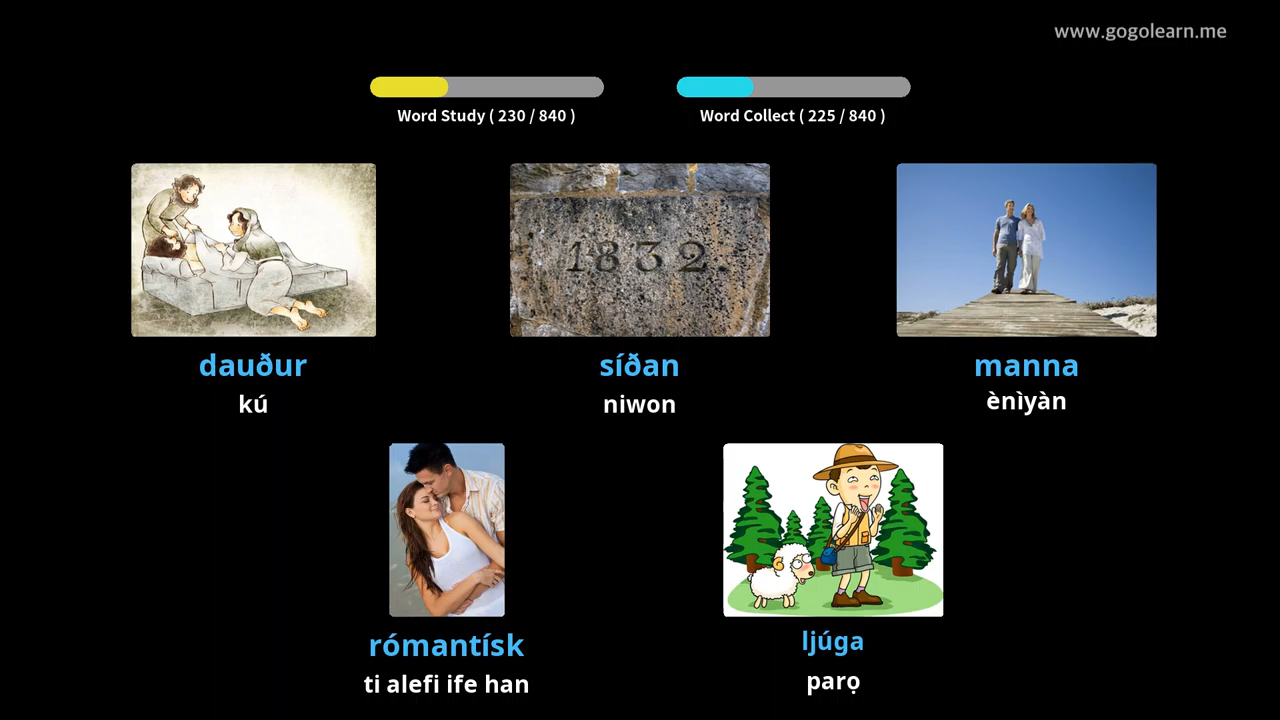 www.gogolearn.me
Word Study ( 230 / 840 )
Word Collect ( 225 / 840 )
1832.
dauður
síðan
manna
kú
niwon
ènìyàn
rómantísk
ljúga
ti alefi ife han
parọ